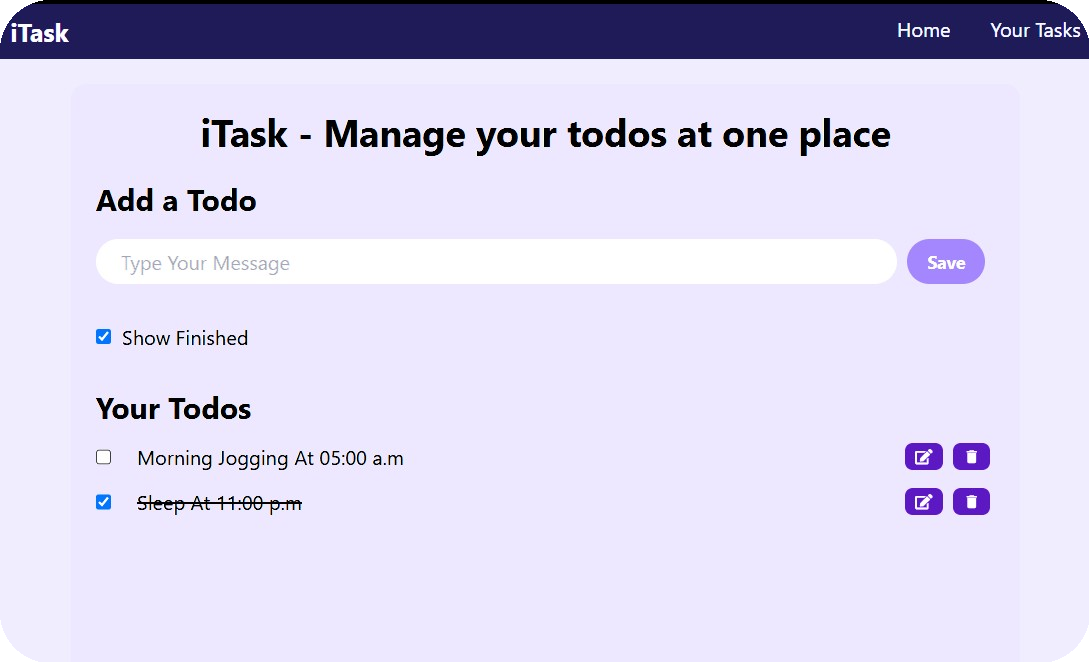 iTask
Home
Your Tasks
iTask - Manage your todos at one place
Add a Todo
Type Your Message
Save
Show Finished
Your Todos
Morning Jogging At 05:00 a.m
Sleep At 11:00 p.m